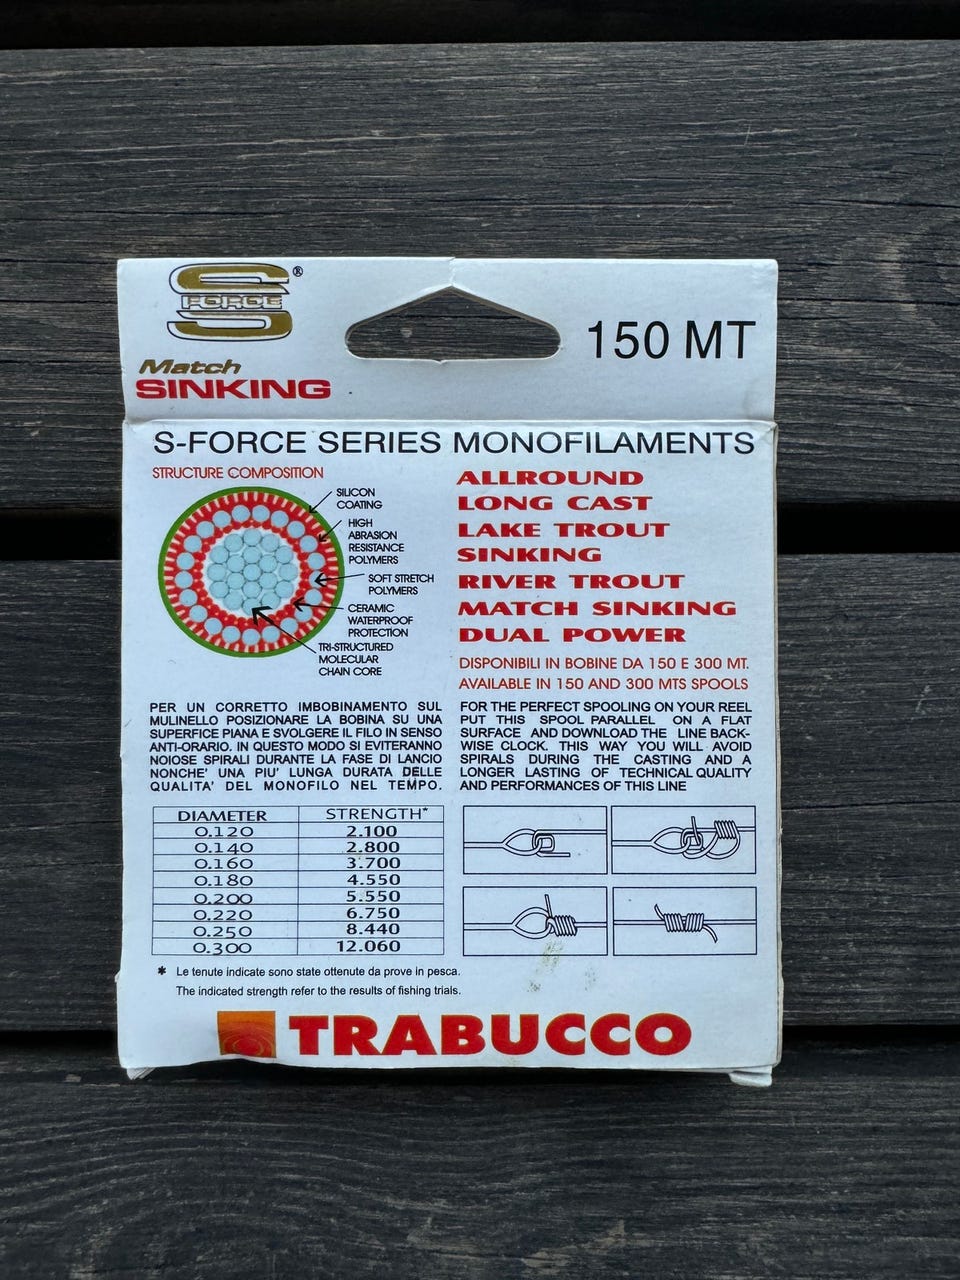 S
FORCE
®
150 MT
Match
SINKING
S-FORCE SERIES MONOFILAMENTS
STRUCTURE COMPOSITION
SILICON
COATING
HIGH
ABRASION
RESISTANCE
POLYMERS
SOFT STRETCH
POLYMERS
CERAMIC
WATERPROOF
PROTECTION
TRI-STRUCTURED
MOLECULAR
CHAIN CORE
ALLROUND
LONG CAST
LAKE TROUT
SINKING
RIVER TROUT
MATCH SINKING
DUAL POWER
DISPONIBILI IN BOBINE DA 150 E 300 MT.
AVAILABLE IN 150 AND 300 MTS SPOOLS
PER UN CORRETTO IMBOBINAMENTO SUL
MULINELLO POSIZIONARE LA BOBINA SU UNA
SUPERFICE PIANA E SVOLGERE IL FILO IN SENSO
ANTI-ORARIO. IN QUESTO MODO SI EVITERANNO
NOIOSE SPIRALI DURANTE LA FASE DI LANCIO
NONCHE' UNA PIU' LUNGA DURATA DELLE
QUALITA' DEL MONOFILO NEL TEMPO.
FOR THE PERFECT SPOOLING ON YOUR REEL
PUT THIS SPOOL PARALLEL ON A FLAT
SURFACE AND DOWNLOAD THE LINE BACK-
WISE CLOCK. THIS WAY YOU WILL AVOID
SPIRALS DURING THE CASTING AND A
LONGER LASTING OF TECHNICAL QUALITY
AND PERFORMANCES OF THIS LINE
DIAMETER STRENGTH*
0.120 2.100
0.140 2.800
0.160 3.700
0.180 4.550
0.200 5.550
0.220 6.750
0.250 8.440
0.300 12.060
* Le tenute indicate sono state ottenute da prove in pesca.
The indicated strength refer to the results of fishing trials.
TRABUCCO